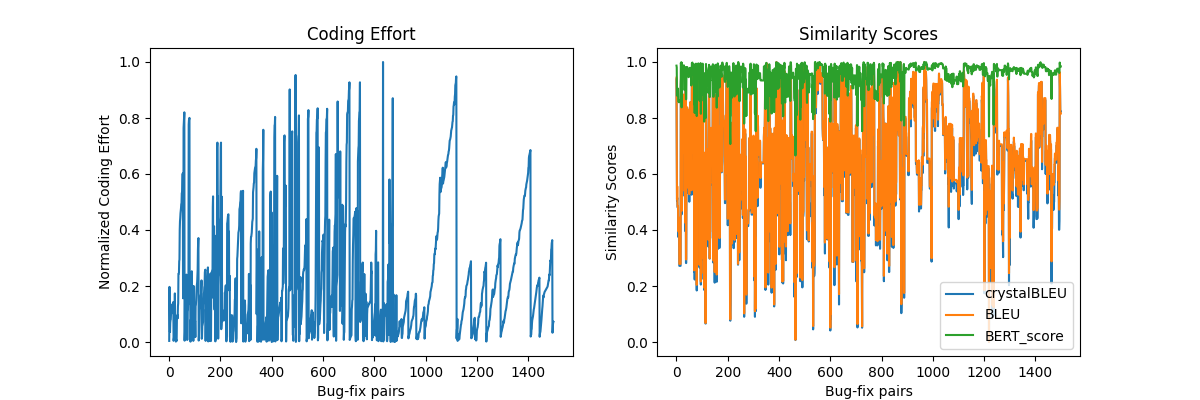 Coding Effort
Normalized Coding Effort
1.0
0.8
0.6
0.4
0.2
0.0
0 200 400 600 800 1000 1200 1400
Bug-fix pairs
Similarity Scores
Similarity Scores
1.0
0.8
0.6
0.4
0.2
0.0
0 200 400 600 800 1000 1200 1400
Bug-fix pairs
crystalBLEU
BLEU
BERT_score